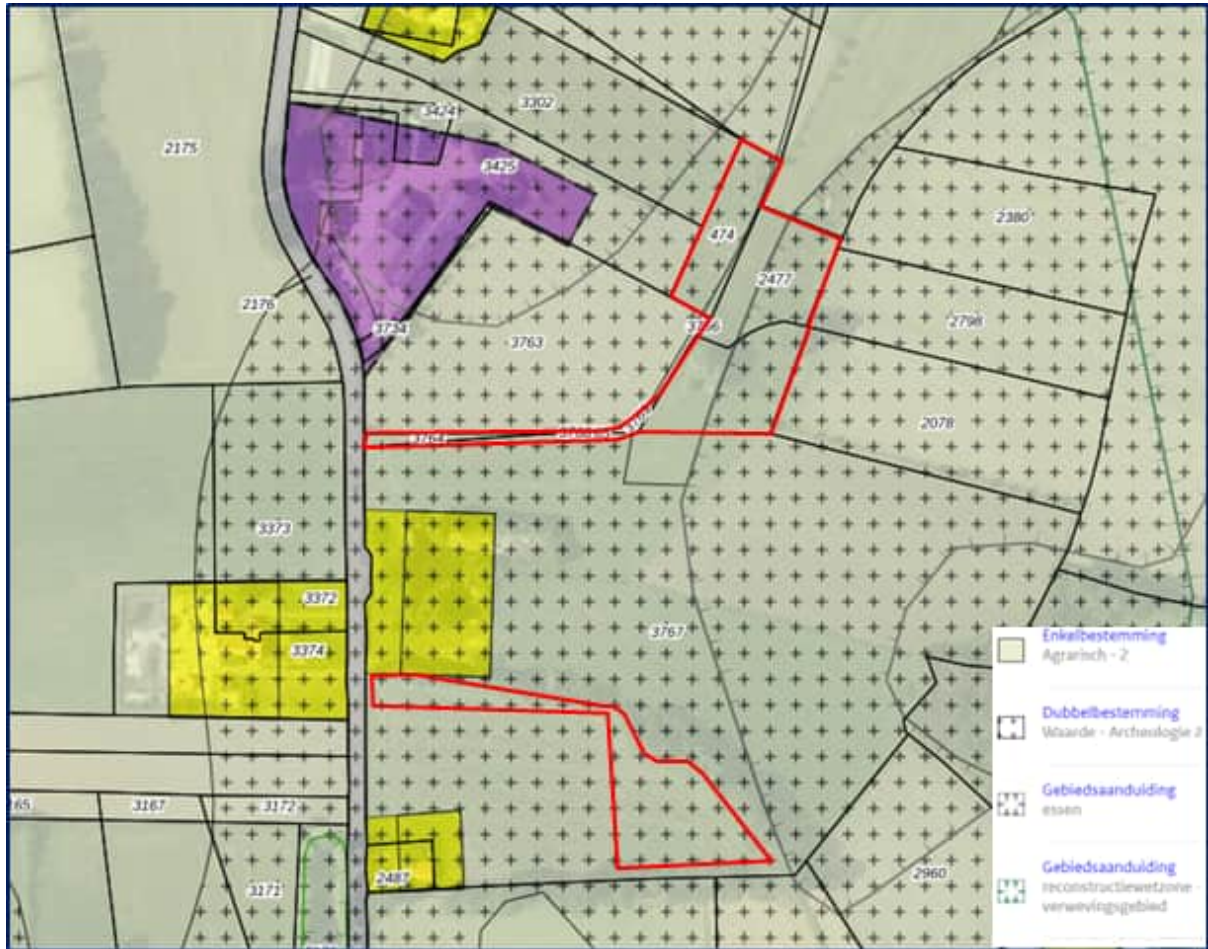 3424
3302
2175
3425
2380
474
2477
2176
3734
3763
2798
2078
3764
3373
3372
3767
3374
Enkelbestemming
Agrarisch - 2
Dubbelbestemming
Waarde - Archeologie 2
Gebiedsaanduiding
essen
Gebiedsaanduiding
reconstructiewetzone -
verwevingsgebied
3167
3172
3171
2487
2960